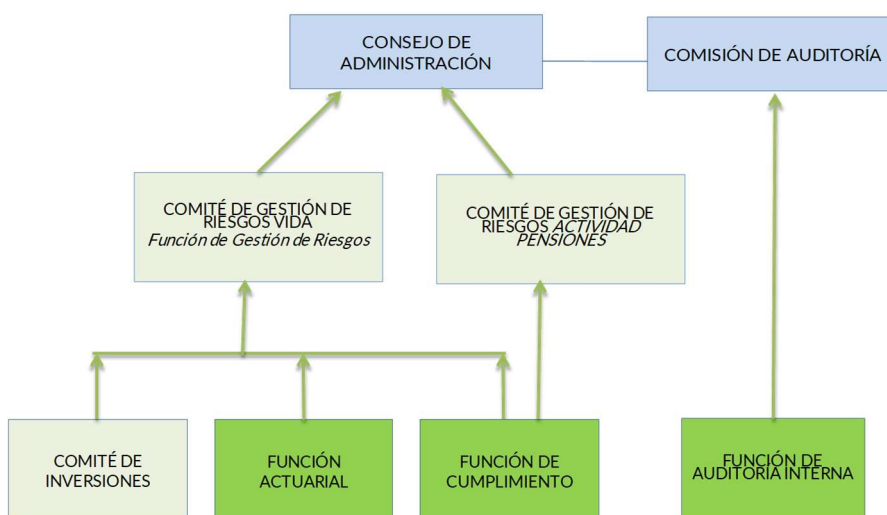 CONSEJO DE
ADMINISTRACIÓN
COMISIÓN DE AUDITORÍA
COMITÉ DE GESTIÓN DE
RIESGOS VIDA
Función de Gestión de Riesgos
COMITÉ DE GESTIÓN DE
RIESGOS ACTIVIDAD
PENSIONES
COMITÉ DE
INVERSIONES
FUNCIÓN
ACTUARIAL
FUNCIÓN DE
CUMPLIMIENTO
FUNCIÓN DE
AUDITORÍA INTERNA